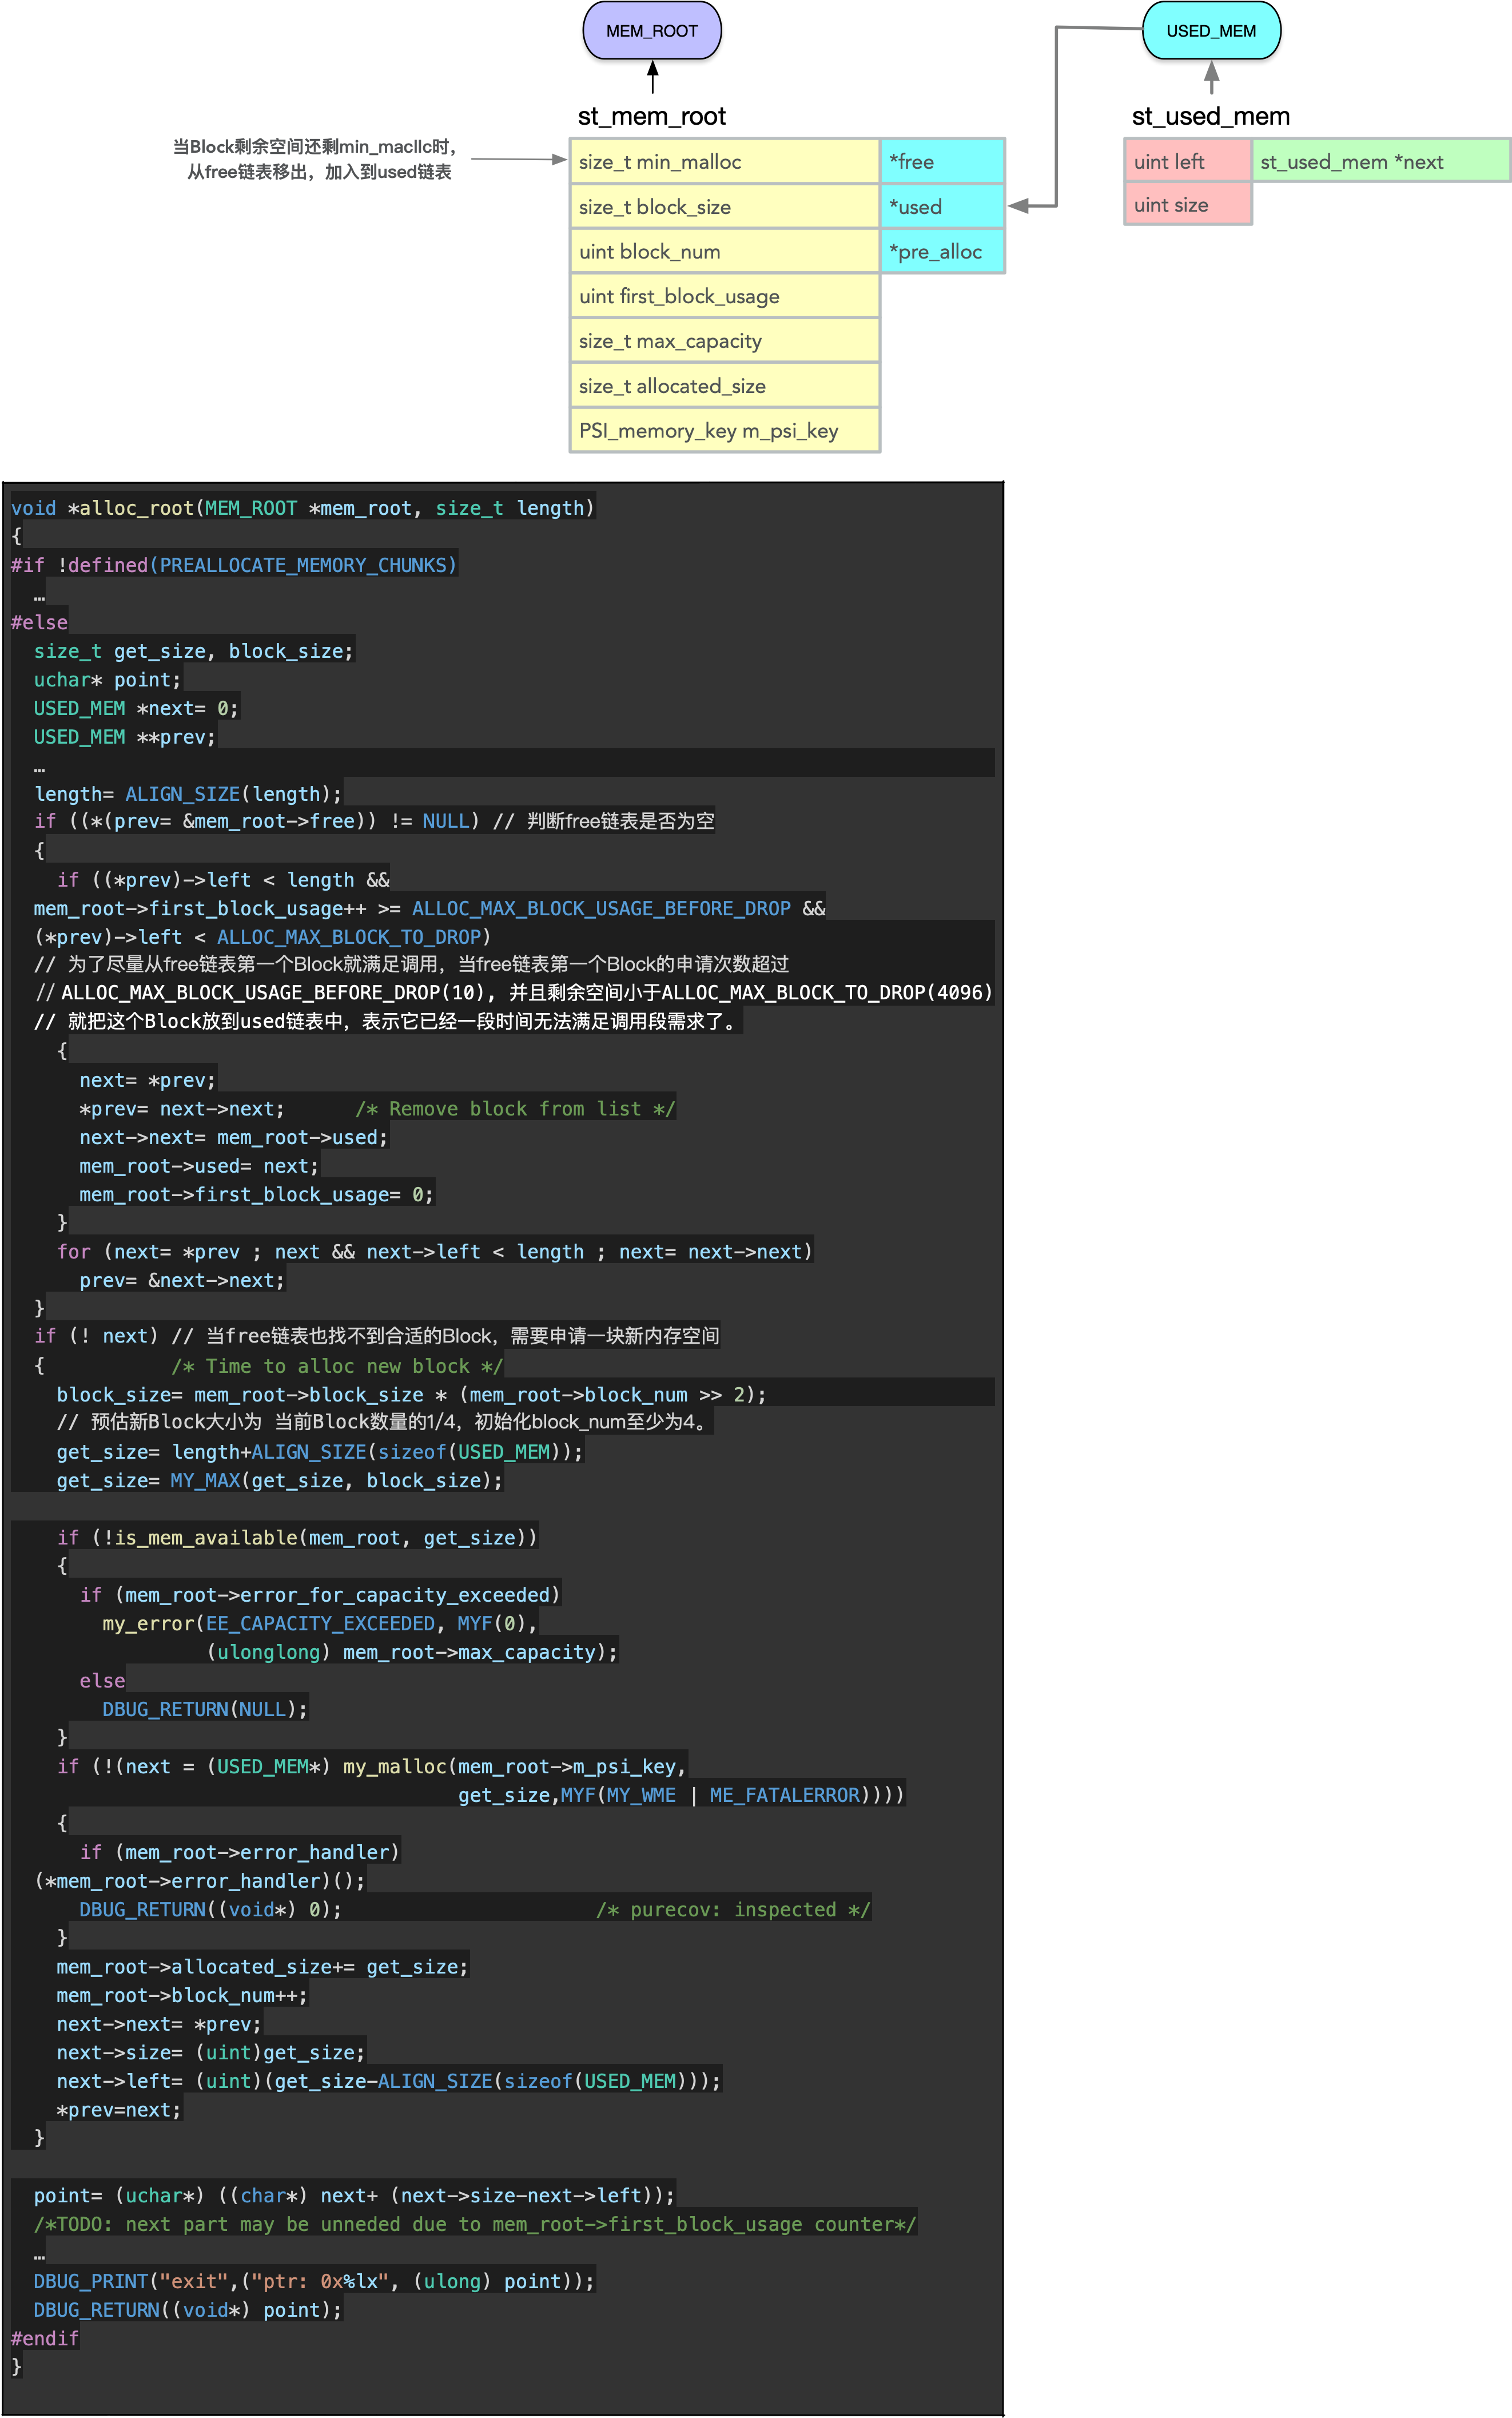 MEM_ROOT
USED_MEM
st_mem_root
st_used_mem
当Block剩余空间还剩min_macllc时，
从free链表移出，加入到used链表
size_t min_malloc
*free
size_t block_size
*used
uint block_num
*pre_alloc
uint first_block_usage
size_t max_capacity
size_t allocated_size
PSI_memory_key m_psi_key
uint left
st_used_mem *next
uint size
void *alloc_root(MEM_ROOT *mem_root, size_t length)
{
#if !defined(PREALLOCATE_MEMORY_CHUNKS)
…
#else
size_t get_size, block_size;
uchar* point;
USED_MEM *next= 0;
USED_MEM **prev;
…
length= ALIGN_SIZE(length);
if ((*(prev= &mem_root->free)) != NULL) // 判断free链表是否为空
{
if ((*prev)->left < length &&
mem_root->first_block_usage++ >= ALLOC_MAX_BLOCK_USAGE_BEFORE_DROP &&
(*prev)->left < ALLOC_MAX_BLOCK_TO_DROP)
// 为了尽量从free链表第一个Block就满足调用，当free链表第一个Block的申请次数超过
// ALLOC_MAX_BLOCK_USAGE_BEFORE_DROP(10), 并且剩余空间小于ALLOC_MAX_BLOCK_TO_DROP(4096)
// 就把这个Block放到used链表中，表示它已经一段时间无法满足调用段需求了。
{
next= *prev;
*prev= next->next; /* Remove block from list */
next->next= mem_root->used;
mem_root->used= next;
mem_root->first_block_usage= 0;
}
for (next= *prev ; next && next->left < length ; next= next->next)
prev= &next->next;
}
if (! next) // 当free链表也找不到合适的Block，需要申请一块新内存空间
{ /* Time to alloc new block */
block_size= mem_root->block_size * (mem_root->block_num >> 2);
// 预估新Block大小为 当前Block数量的1/4，初始化block_num至少为4。
get_size= length+ALIGN_SIZE(sizeof(USED_MEM));
get_size= MY_MAX(get_size, block_size);
if (!is_mem_available(mem_root, get_size))
{
if (mem_root->error_for_capacity_exceeded)
my_error(EE_CAPACITY_EXCEEDED, MYF(0),
(ulonglong) mem_root->max_capacity);
else
DBUG_RETURN(NULL);
}
if (!(next = (USED_MEM*) my_malloc(mem_root->m_psi_key,
get_size,MYF(MY_WME | ME_FATALERROR))))
{
if (mem_root->error_handler)
(*mem_root->error_handler)();
DBUG_RETURN((void*) 0); /* purecov: inspected */
}
mem_root->allocated_size+= get_size;
mem_root->block_num++;
next->next= *prev;
next->size= (uint)get_size;
next->left= (uint)(get_size-ALIGN_SIZE(sizeof(USED_MEM)));
*prev=next;
}
point= (uchar*) ((char*) next+ (next->size-next->left));
/*TODO: next part may be unneded due to mem_root->first_block_usage counter*/
…
DBUG_PRINT("exit",("ptr: 0x%lx", (ulong) point));
DBUG_RETURN((void*) point);
#endif
}